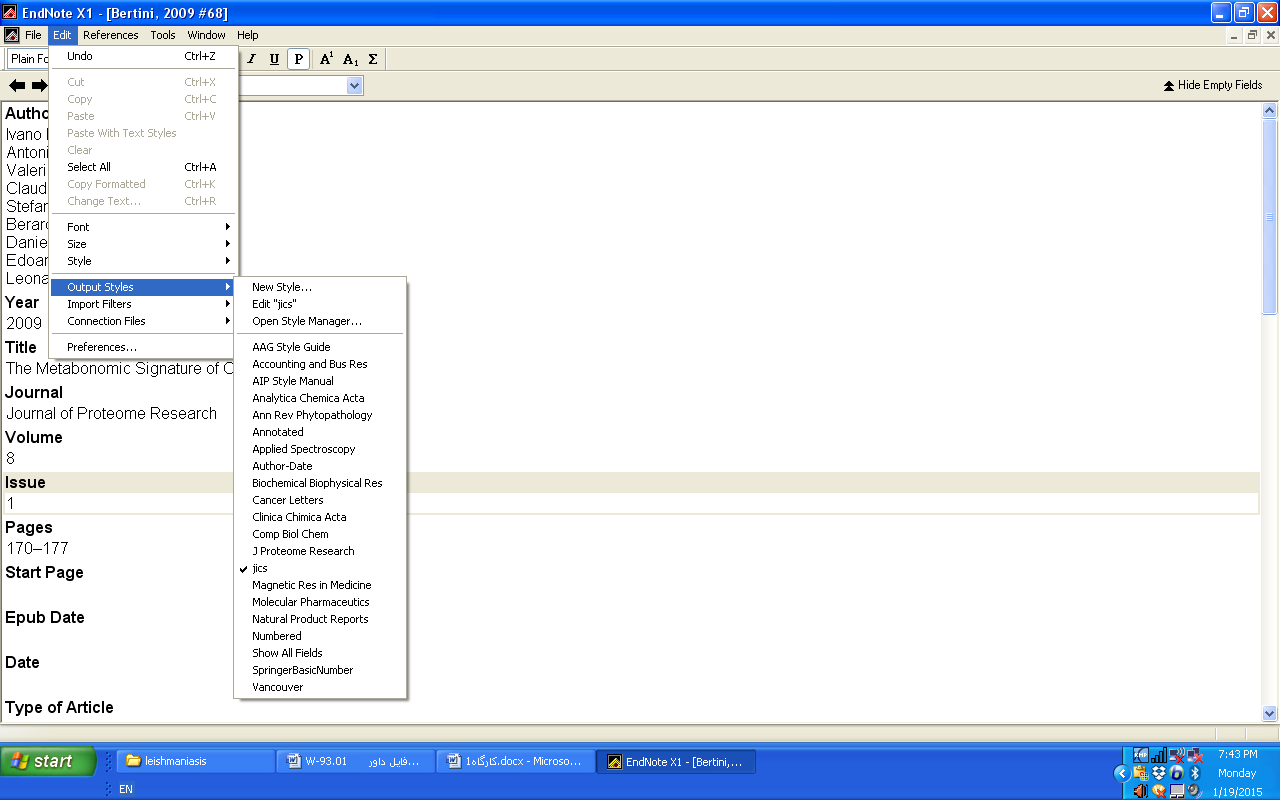 EndNote X1 - [Bertini, 2009 #68]
File Edit References Tools Window Help
Plain Fo I U P A1 A1 Σ
Hide Empty Fields
Undo Ctrl+Z
Cut Ctrl+X
Copy Ctrl+C
Paste Ctrl+V
Paste With Text Styles
Clear
Select All Ctrl+A
Copy Formatted Ctrl+K
Change Text... Ctrl+R
Font
Size
Style
Output Styles
Import Filters
Connection Files
Preferences...
New Style...
Edit "jics"
Open Style Manager...
AAG Style Guide
Accounting and Bus Res
AIP Style Manual
Analytica Chemica Acta
Ann Rev Phytopathology
Annotated
Applied Spectroscopy
Author-Date
Biochemical Biophysical Res
Cancer Letters
Clinica Chimica Acta
Comp Biol Chem
J Proteome Research
jics
Magnetic Res in Medicine
Molecular Pharmaceutics
Natural Product Reports
Numbered
Show All Fields
SpringerBasicNumber
Vancouver
Autho
Ivano
Antoni
Valeri
Claud
Stefar
Berar
Danie
Edoar
Leona
Year
2009
Title
The Metabonomic Signature of C
Journal
Journal of Proteome Research
Volume
8
Issue
1
Pages
170–177
Start Page
Epub Date
Date
Type of Article
start
leishmaniasis
W-93.01 فایل داور...
کارگاه1.docx - Microso...
EndNote X1 - [Bertini,...
EN
7:43 PM
Monday
1/19/2015